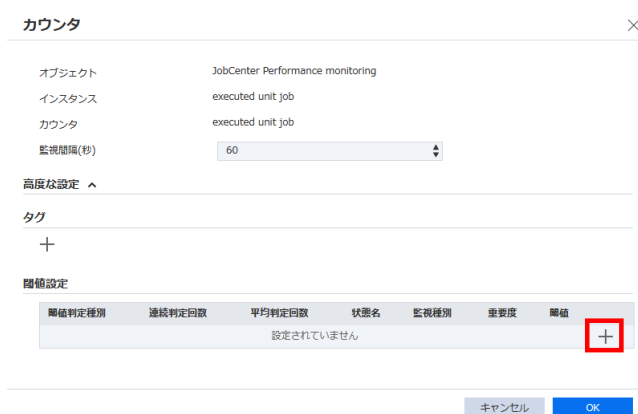 カウンタ
オブジェクト JobCenter Performance monitoring
インスタンス executed unit job
カウンタ executed unit job
監視間隔(秒) 60
高度な設定
タグ
閾値設定
閾値判定種別 連続判定回数 平均判定回数 状態名 監視種別 重要度 閾値
設定されていません
キャンセル OK